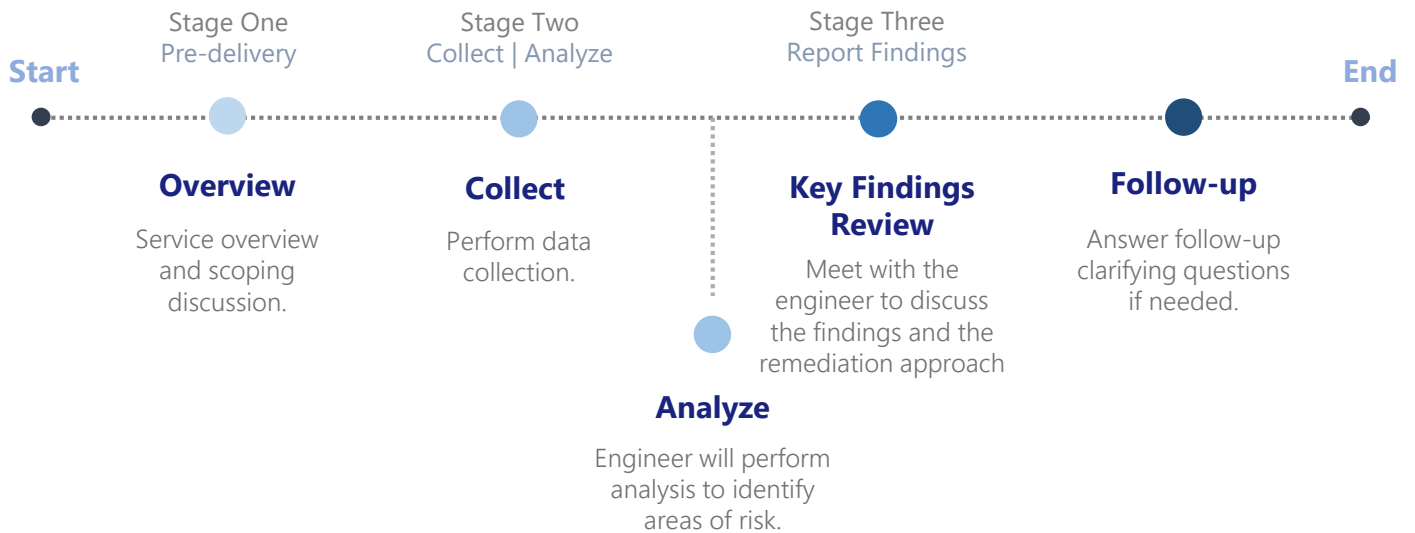 Stage One
Pre-delivery
Stage Two
Collect | Analyze
Stage Three
Report Findings
Start
End
Overview
Service overview
and scoping
discussion.
Collect
Perform data
collection.
Analyze
Engineer will perform
analysis to identify
areas of risk.
Key Findings
Review
Meet with the
engineer to discuss
the findings and the
remediation approach
Follow-up
Answer follow-up
clarifying questions
if needed.